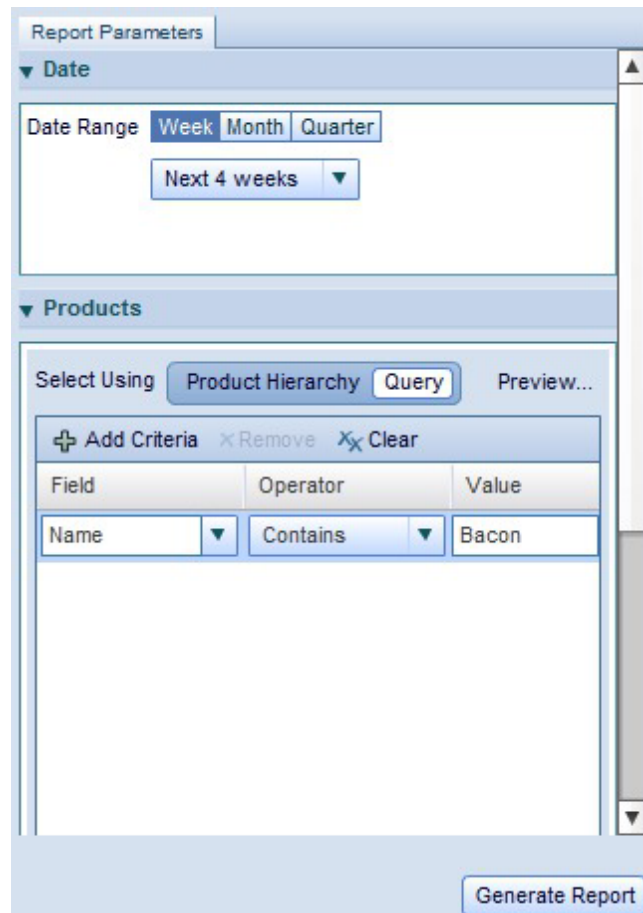 Report Parameters
Date
Date Range Week Month Quarter
Next 4 weeks
Products
Select Using Product Hierarchy Query Preview...
Add Criteria Remove Clear
Field Operator Value
Name Contains Bacon
Generate Report